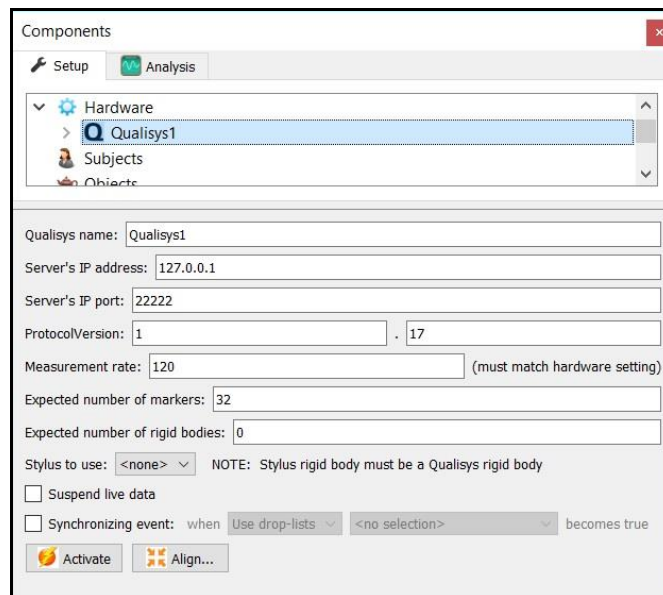 Components
Setup Analysis
Hardware
Qualisys1
Subjects
Objects
Qualisys name: Qualisys1
Server's IP address: 127.0.0.1
Server's IP port: 22222
ProtocolVersion: 1 . 17
Measurement rate: 120 (must match hardware setting)
Expected number of markers: 32
Expected number of rigid bodies: 0
Stylus to use: <none> NOTE: Stylus rigid body must be a Qualisys rigid body
Suspend live data
Synchronizing event: when Use drop-lists <no selection> becomes true
Activate Align...